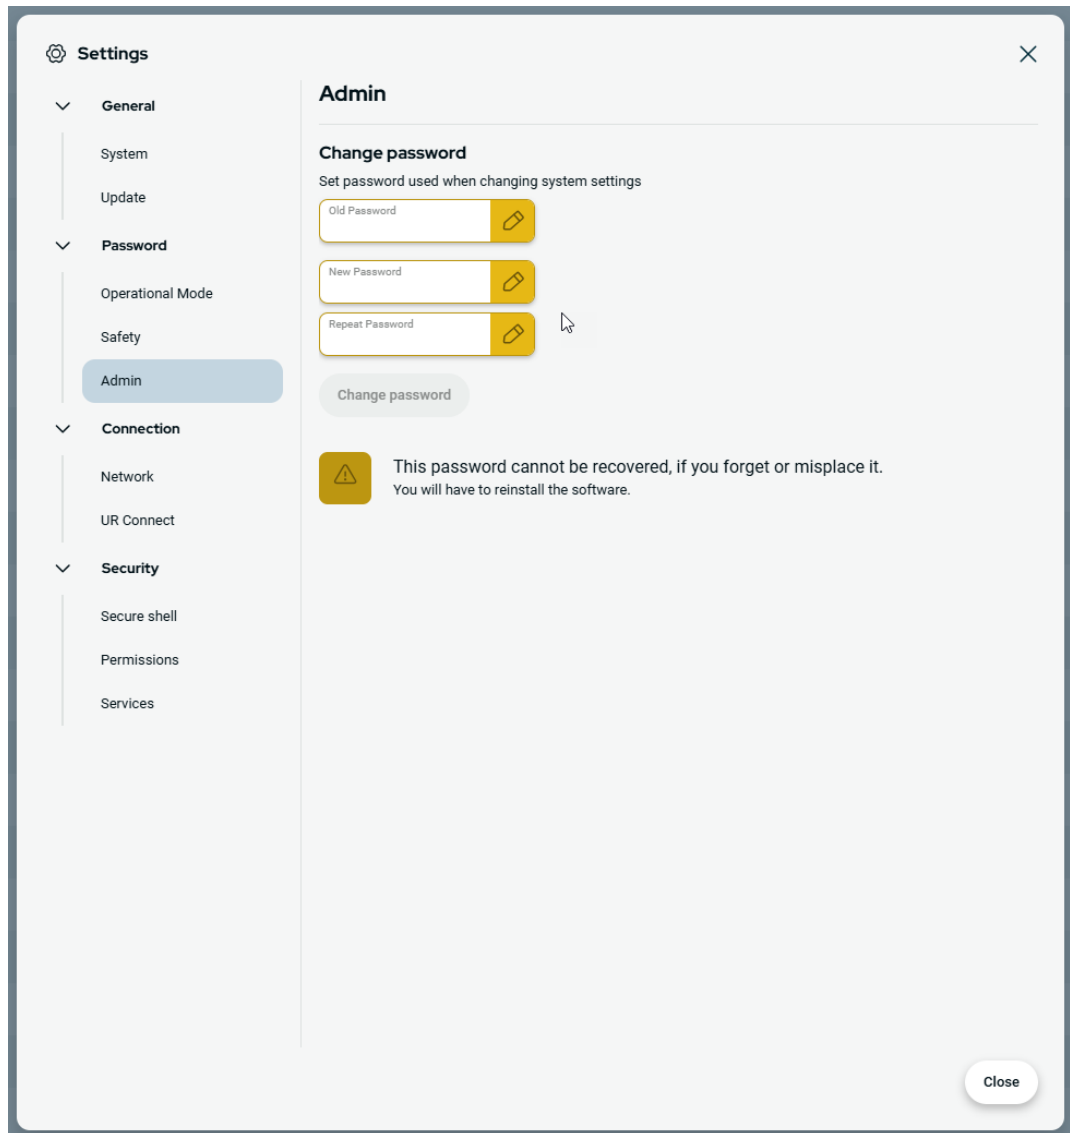 Settings
General
System
Update
Password
Operational Mode
Safety
Admin
Connection
Network
UR Connect
Security
Secure shell
Permissions
Services
Admin
Change password
Set password used when changing system settings
Old Password
New Password
Repeat Password
Change password
This password cannot be recovered, if you forget or misplace it.
You will have to reinstall the software.
Close